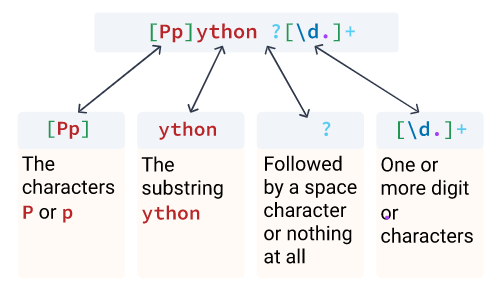 [Pp]ython ?[\d.]+
[Pp]
The
characters
P or p
ython
The
substring
ython
?
Followed
by a space
character
or nothing
at all
[\d.]+
One or
more digit
or
.
characters